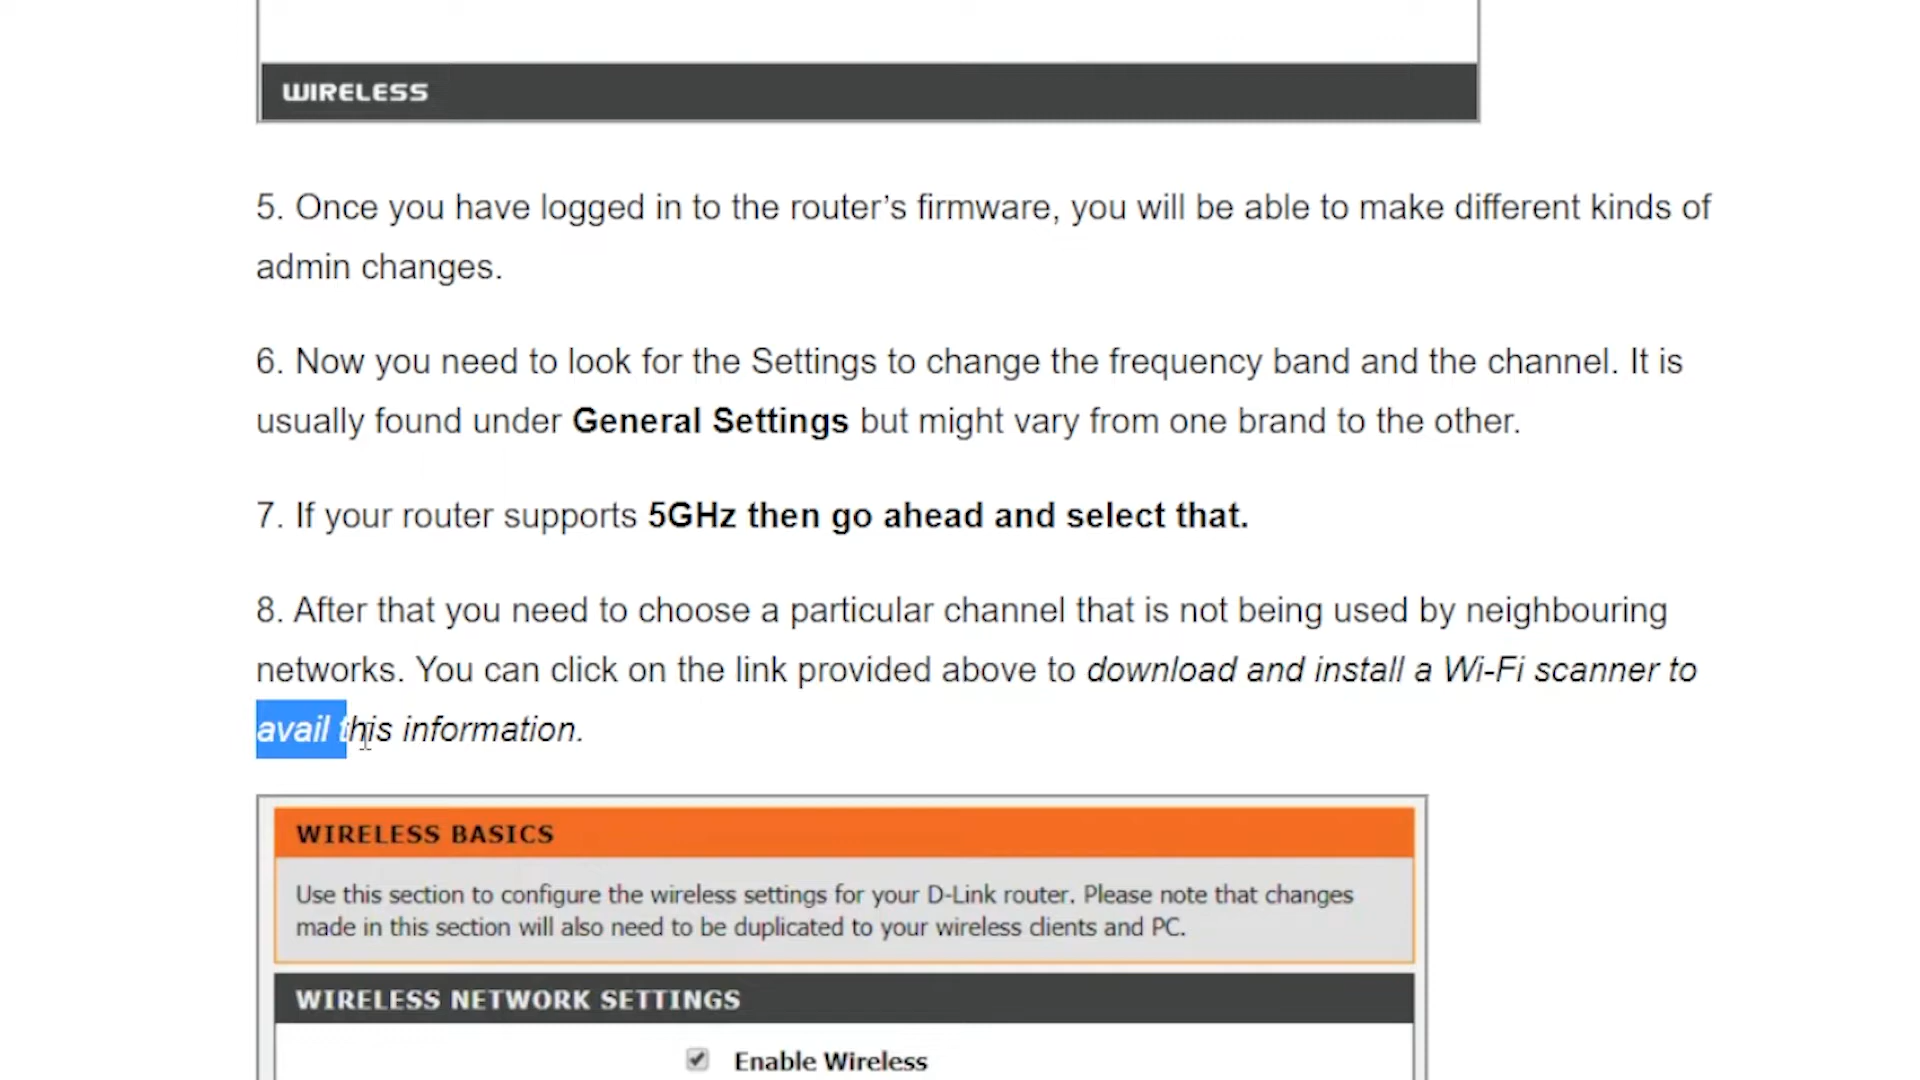 WIRELESS
5. Once you have logged in to the router’s firmware, you will be able to make different kinds of
admin changes.
6. Now you need to look for the Settings to change the frequency band and the channel. It is
usually found under General Settings but might vary from one brand to the other.
7. If your router supports 5GHz then go ahead and select that.
8. After that you need to choose a particular channel that is not being used by neighbouring
networks. You can click on the link provided above to download and install a Wi-Fi scanner to
avail this information.
WIRELESS BASICS
Use this section to configure the wireless settings for your D-Link router. Please note that changes
made in this section will also need to be duplicated to your wireless clients and PC.
WIRELESS NETWORK SETTINGS
Enable Wireless